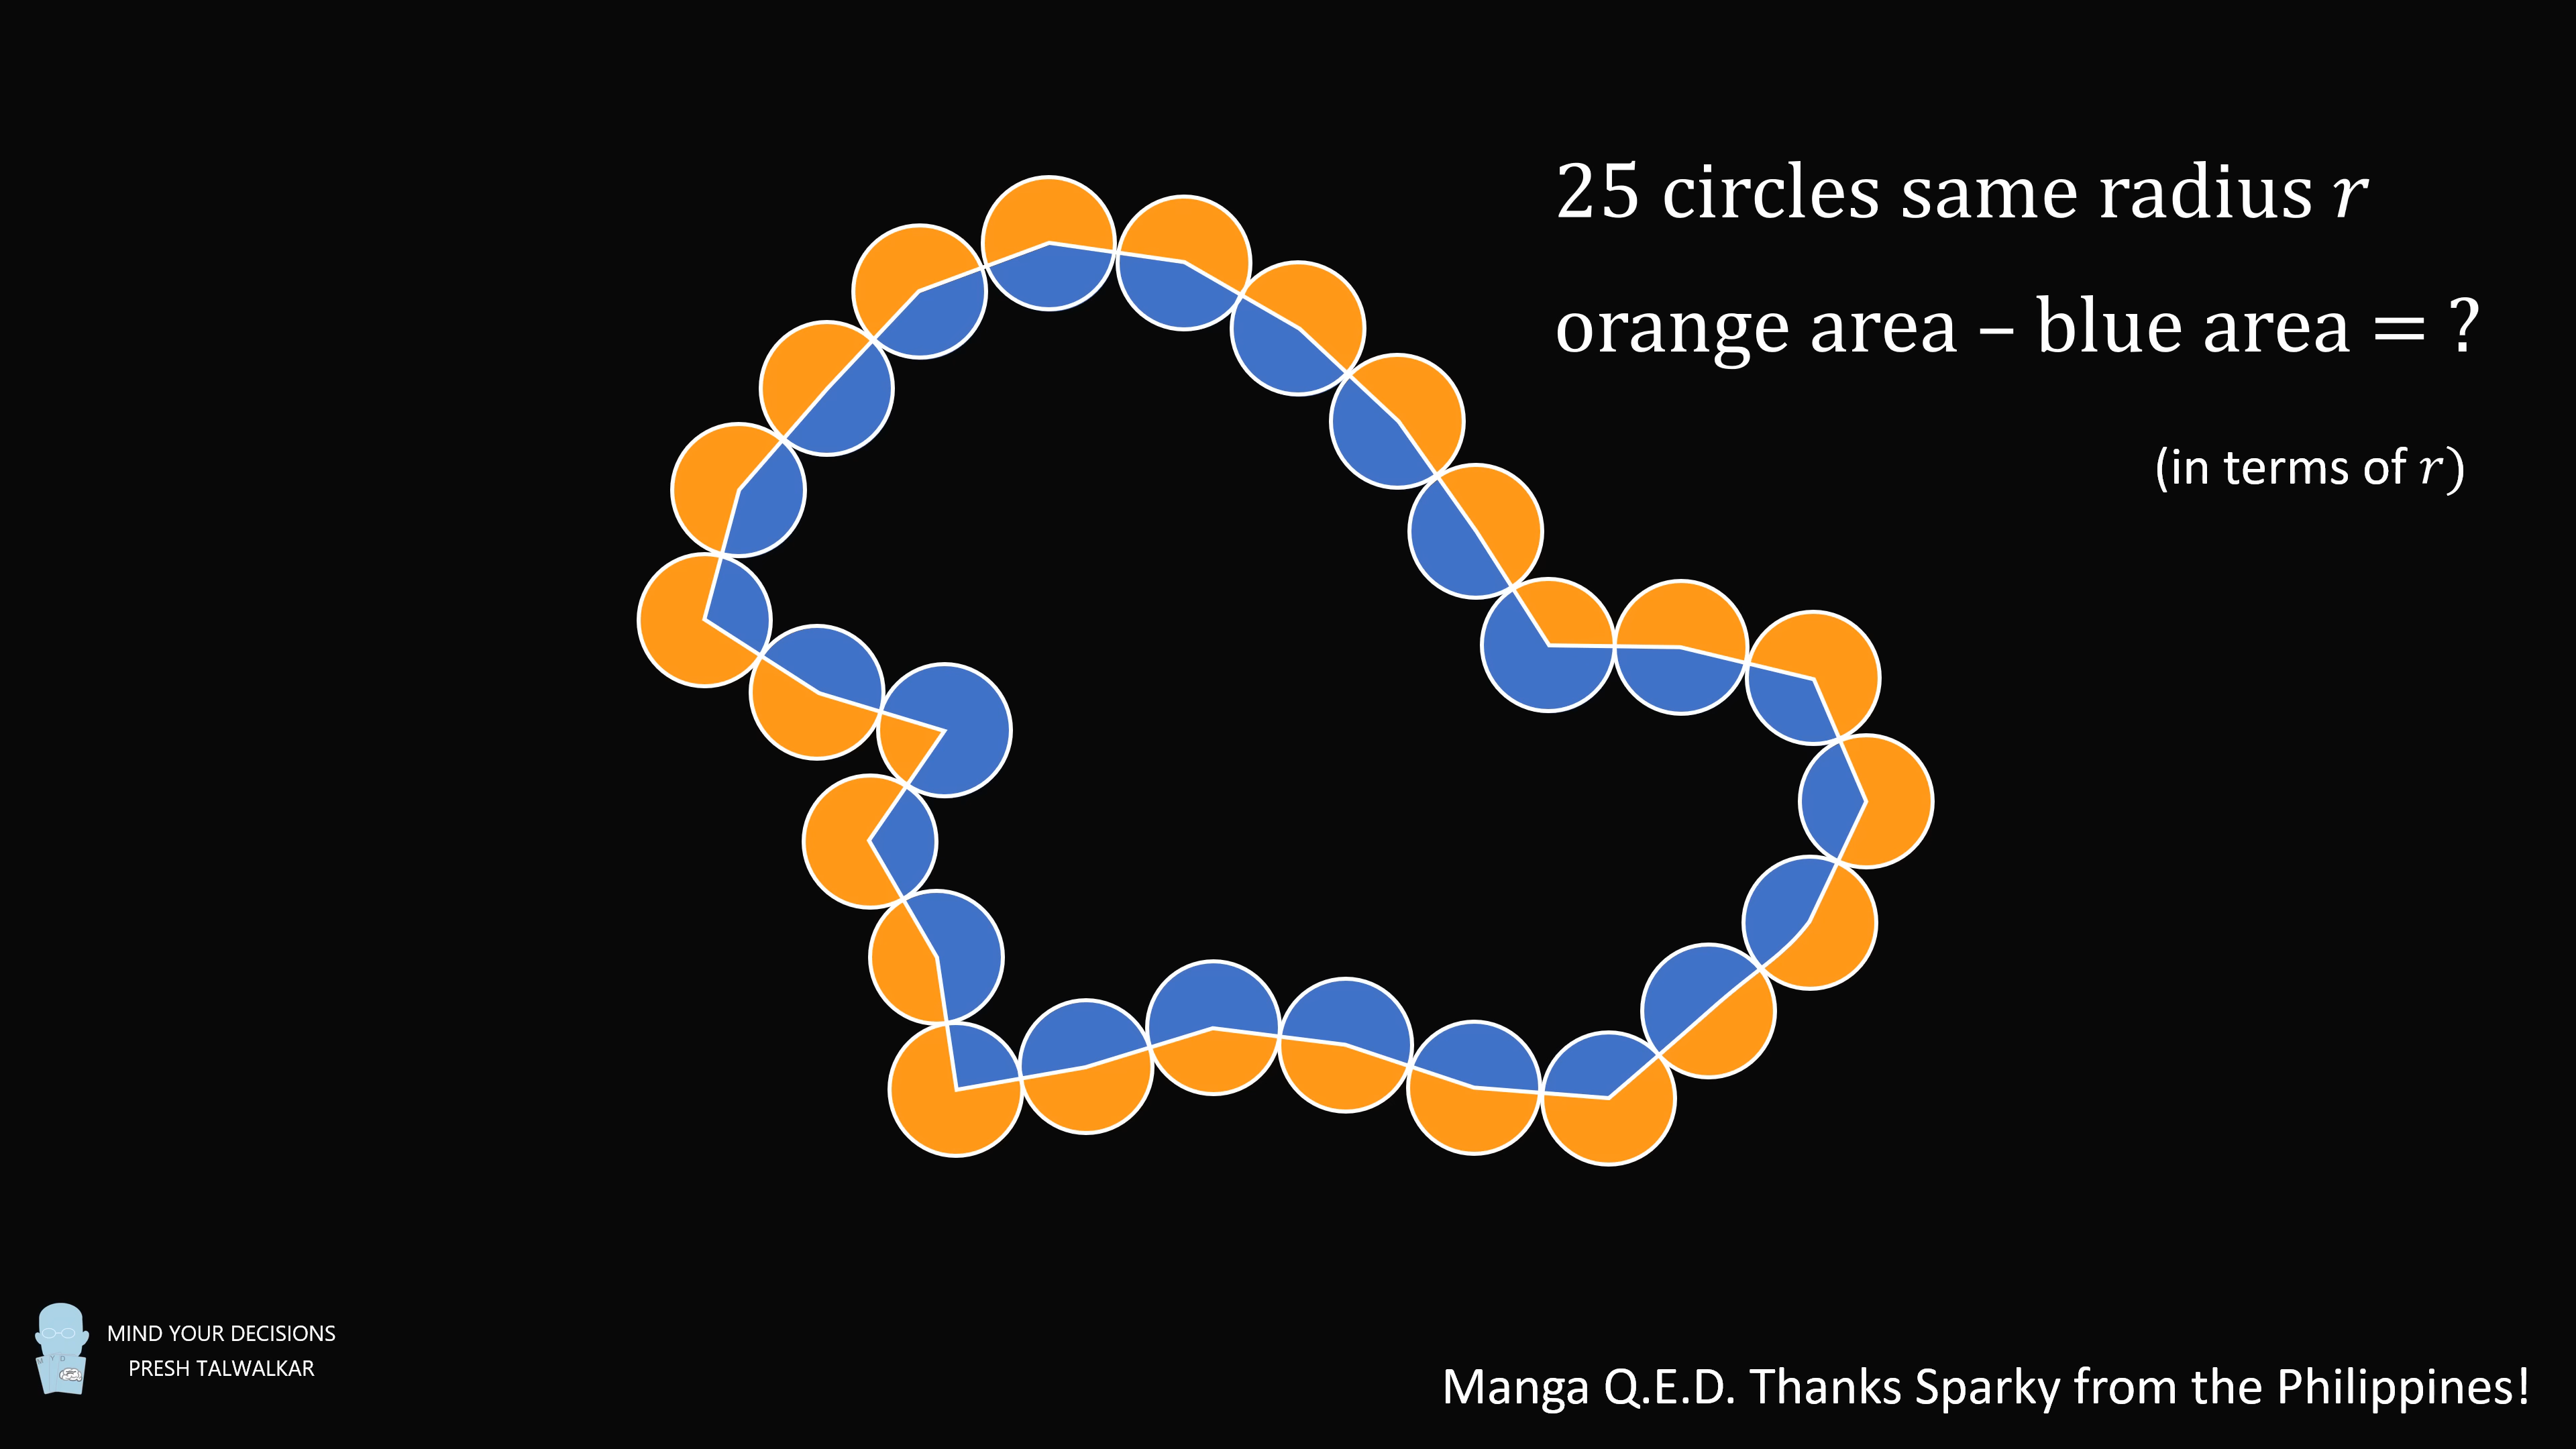 25 circles same radius r
orange area – blue area = ?
(in terms of r)
MIND YOUR DECISIONS
PRESH TALWALKAR
Manga Q.E.D. Thanks Sparky from the Philippines!